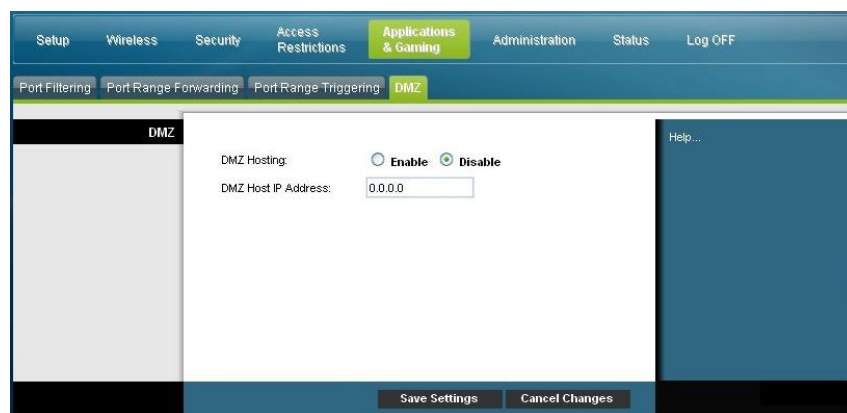 Setup Wireless Security Access Restrictions Applications & Gaming Administration Status Log OFF
Port Filtering Port Range Forwarding Port Range Triggering DMZ
DMZ
Help...
DMZ Hosting: Enable Disable
DMZ Host IP Address: 0.0.0.0
Save Settings Cancel Changes